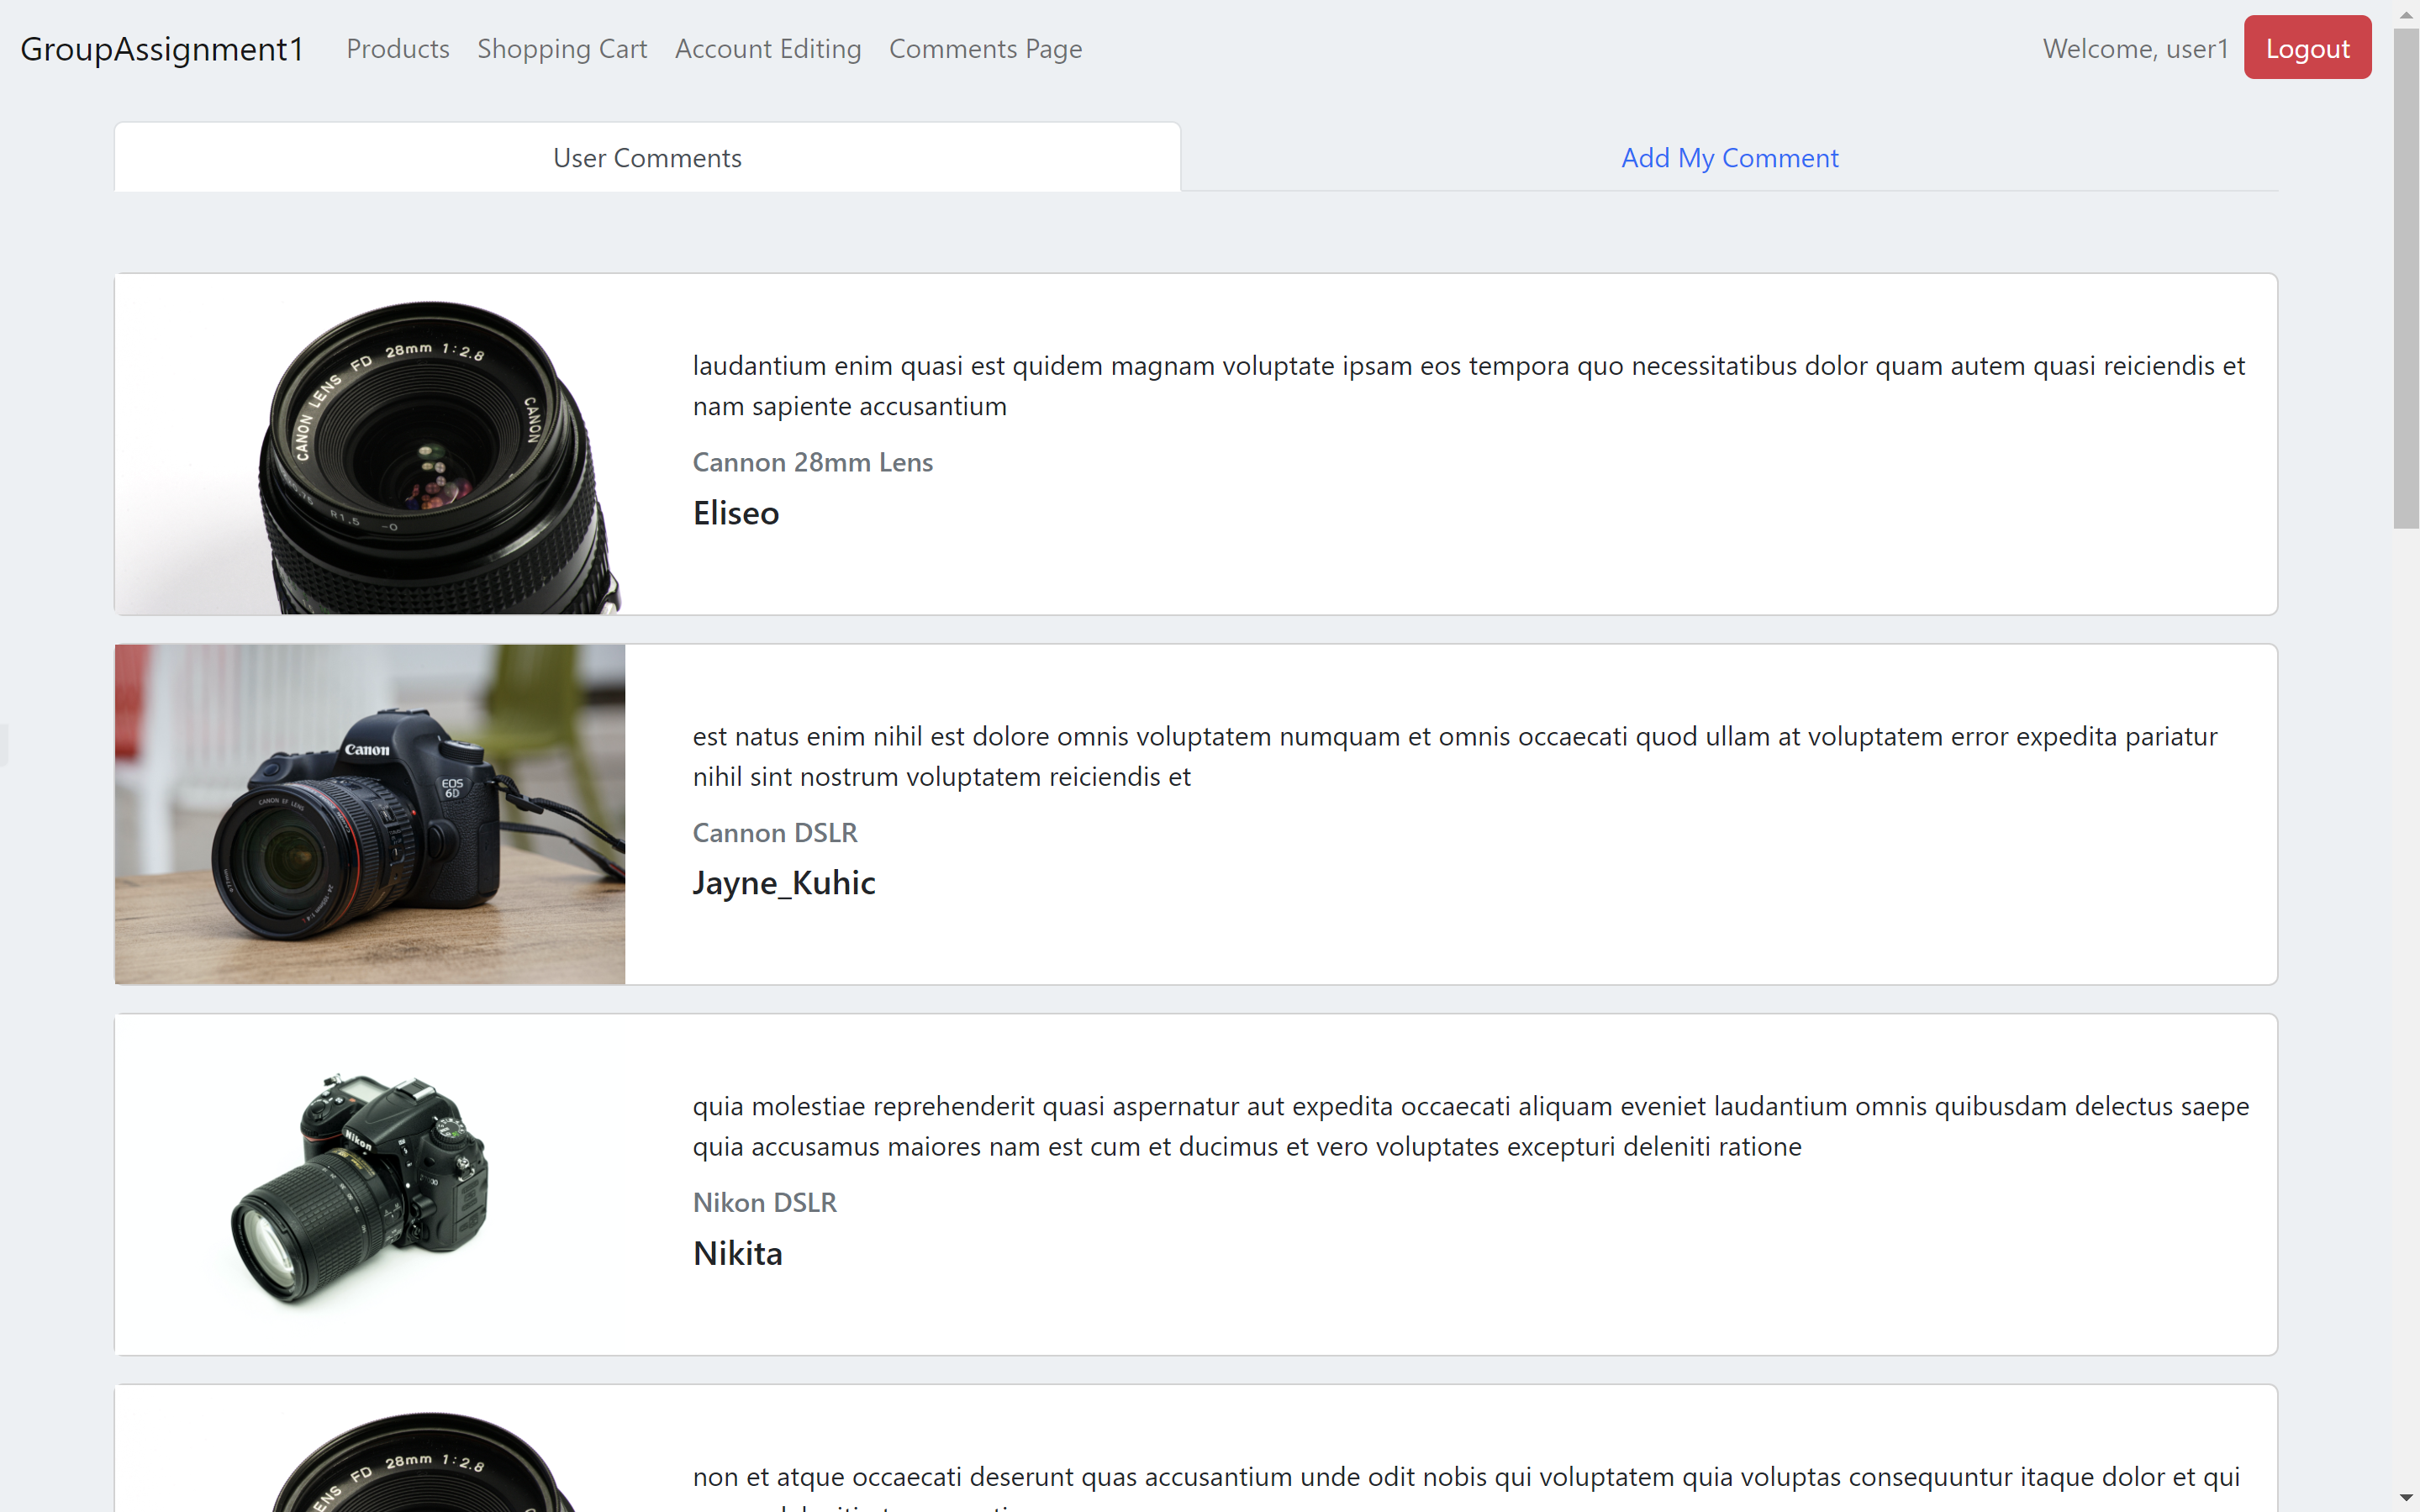 GroupAssignment1 Products Shopping Cart Account Editing Comments Page Welcome, user1 Logout
User Comments Add My Comment
CANON LENS FD 28mm 1:2.8 CANON
R1.5 -O
laudantium enim quasi est quidem magnam voluptate ipsam eos tempora quo necessitatibus dolor quam autem quasi reiciendis et
nam sapiente accusantium
Cannon 28mm Lens
Eliseo
Canon
EOS
6D
CANON EF LENS
est natus enim nihil est dolore omnis voluptatem numquam et omnis occaecati quod ullam at voluptatem error expedita pariatur
nihil sint nostrum voluptatem reiciendis et
Cannon DSLR
Jayne_Kuhic
Nikon
quia molestiae reprehenderit quasi aspernatur aut expedita occaecati aliquam eveniet laudantium omnis quibusdam delectus saepe
quia accusamus maiores nam est cum et ducimus et vero voluptates excepturi deleniti ratione
Nikon DSLR
Nikita
FD 28mm 1:2.8
non et atque occaecati deserunt quas accusantium unde odit nobis qui voluptatem quia voluptas consequuntur itaque dolor et qui